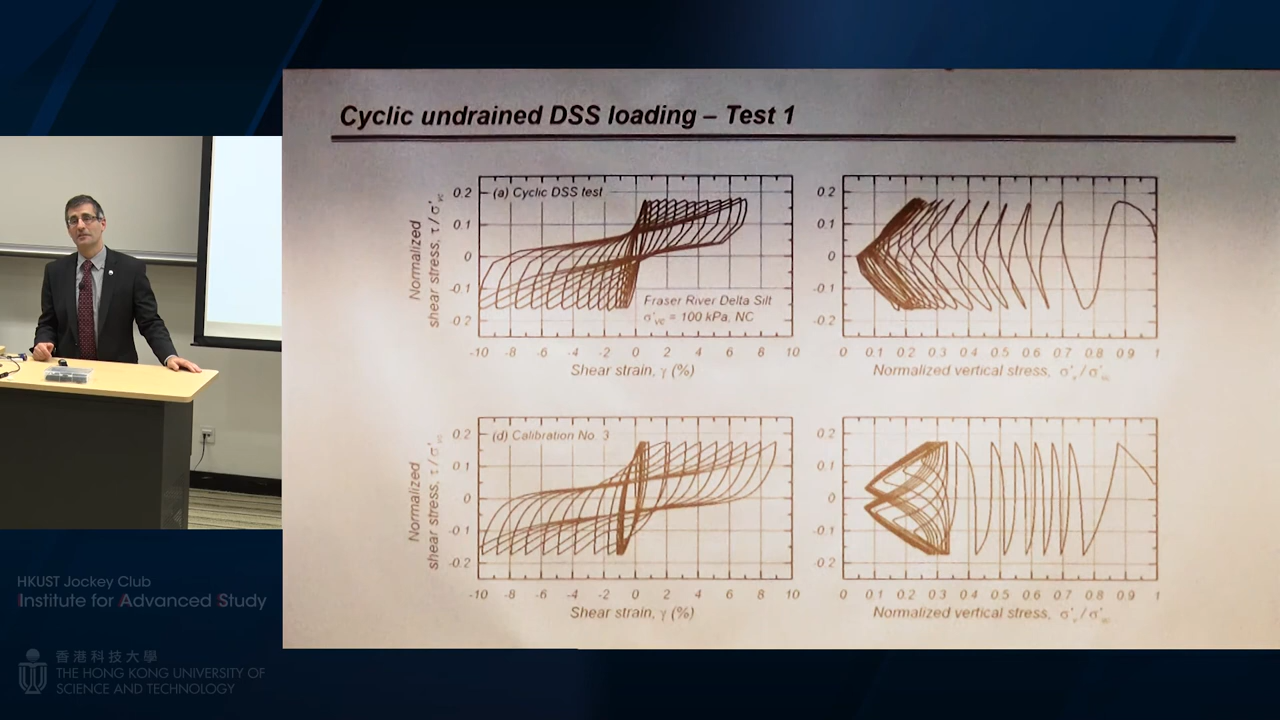 Cyclic undrained DSS loading – Test 1
(a) Cyclic DSS test
Normalized
shear stress, τ/σ'vc
0.2
0.1
0
-0.1
-0.2
Fraser River Delta Silt
σ'vc = 100 kPa, NC
-10 -8 -6 -4 -2 0 2 4 6 8 10
Shear strain, γ (%)
0.2
0.1
0
-0.1
-0.2
0 0.1 0.2 0.3 0.4 0.5 0.6 0.7 0.8 0.9 1
Normalized vertical stress,
(d) Calibration No. 3
Normalized
shear stress, τ/σ'vc
0.2
0.1
0
-0.1
-0.2
-10 -8 -6 -4 -2 0 2 4 6 8 10
Shear strain, γ (%)
0.2
0.1
0
-0.1
-0.2
0 0.1 0.2 0.3 0.4 0.5 0.6 0.7 0.8 0.9 1
Normalized vertical stress,
HKUST Jockey Club
Institute for Advanced Study
香港科技大學
THE HONG KONG UNIVERSITY OF
SCIENCE AND TECHNOLOGY